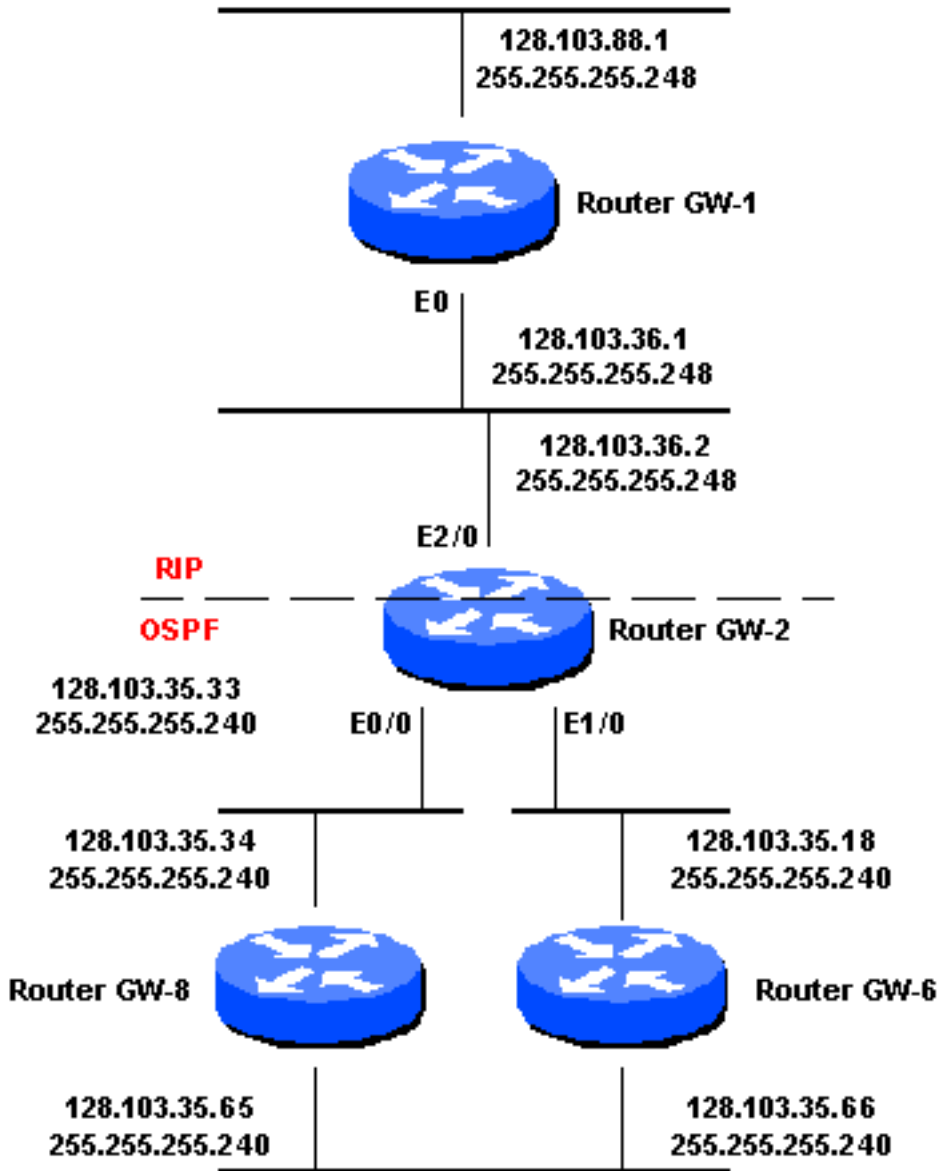 128.103.88.1
255.255.255.248
Router GW-1
E0
128.103.36.1
255.255.255.248
128.103.36.2
255.255.255.248
E2/0
RIP
OSPF
Router GW-2
128.103.35.33
255.255.255.240
E0/0
E1/0
128.103.35.34
255.255.255.240
128.103.35.18
255.255.255.240
Router GW-8
Router GW-6
128.103.35.65
255.255.255.240
128.103.35.66
255.255.255.240